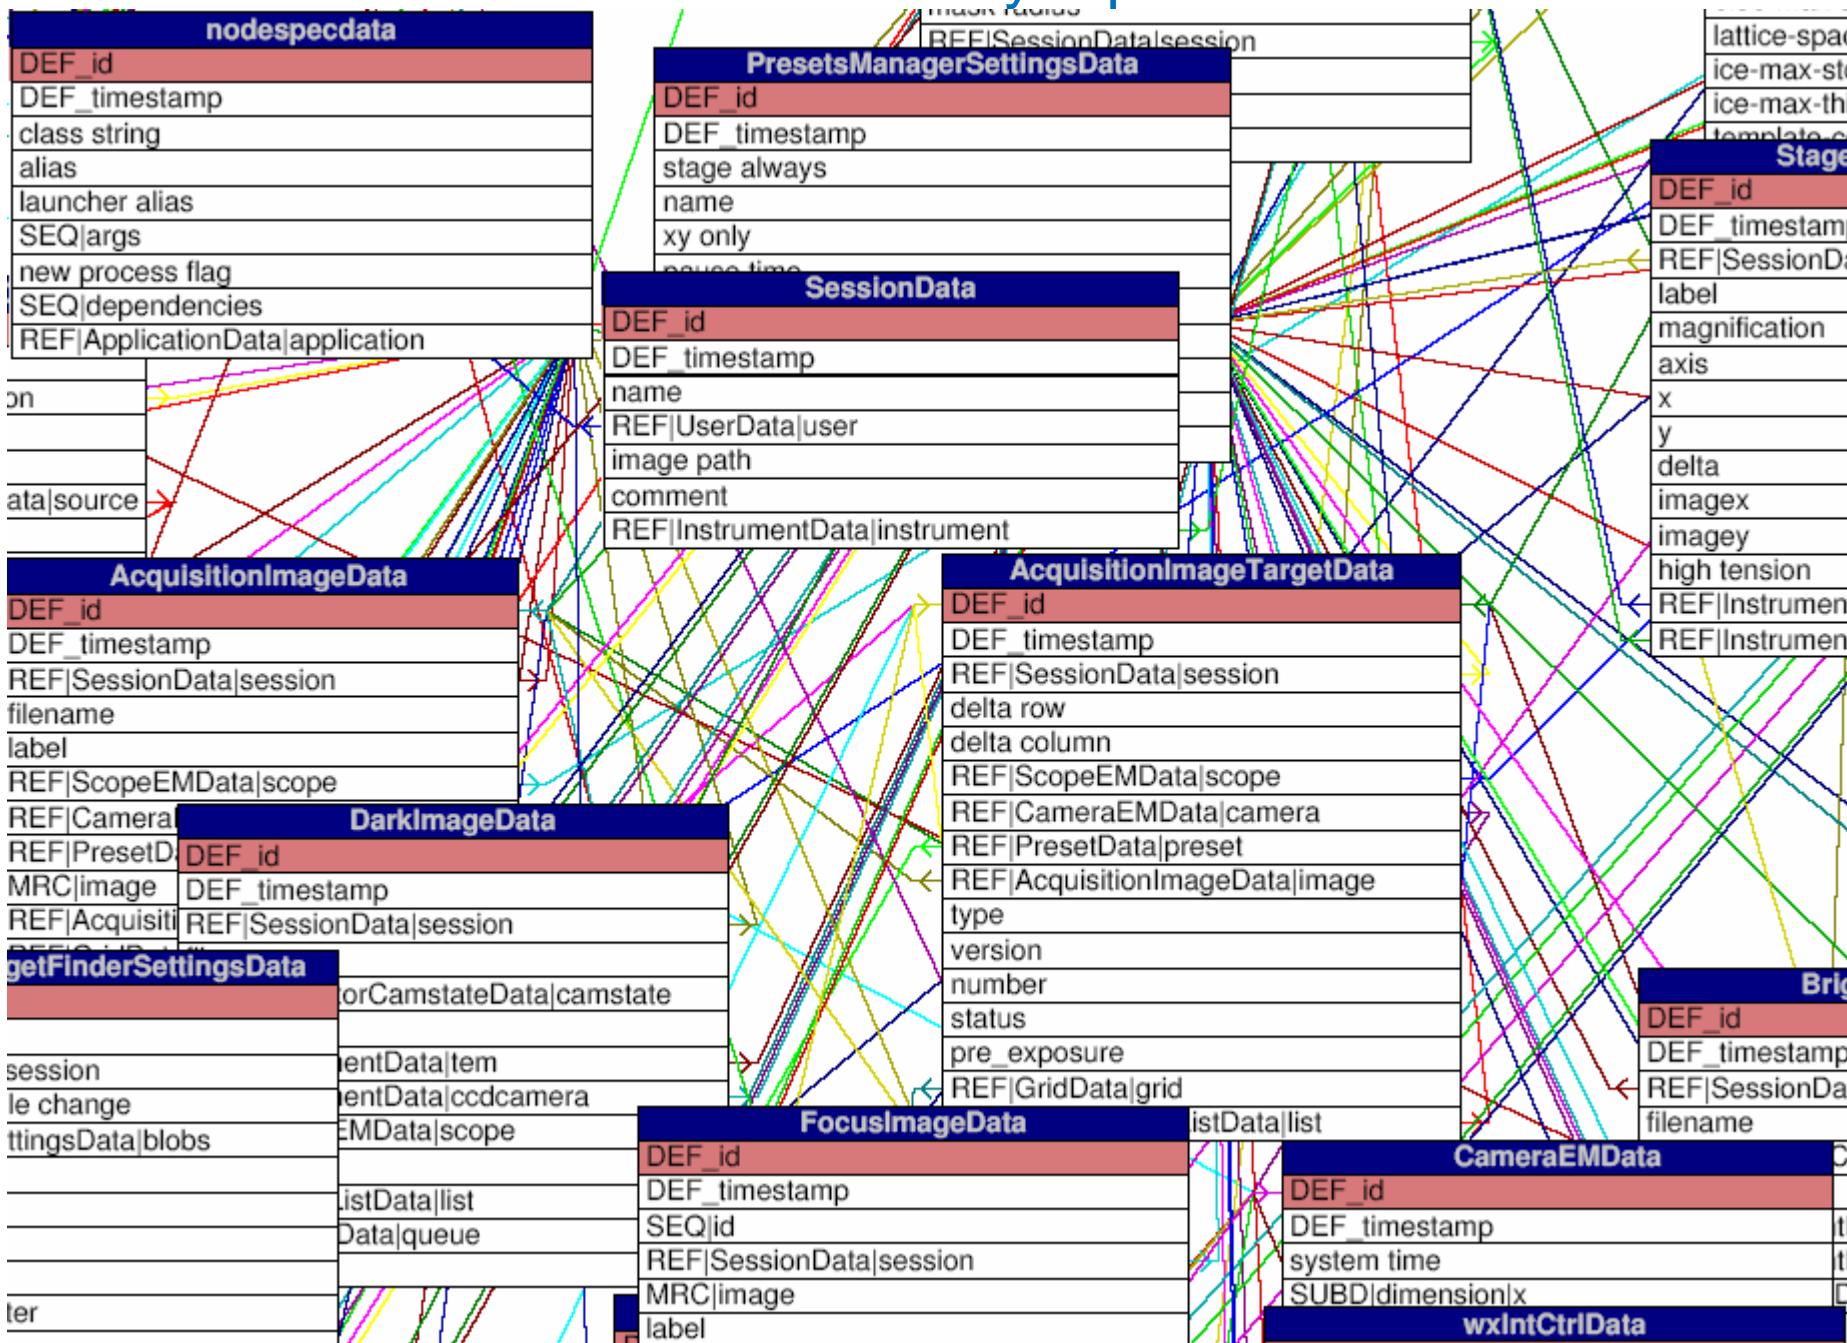 nodespecdata
DEF_id
DEF_timestamp
class string
alias
launcher alias
SEQ|args
new process flag
SEQ|dependencies
REF|ApplicationData|application
mask radius
REF|SessionData|session
PresetsManagerSettingsData
DEF_id
DEF_timestamp
stage always
name
xy only
pause time
SessionData
DEF_id
DEF_timestamp
name
REF|UserData|user
image path
comment
REF|InstrumentData|instrument
lattice-spac
ice-max-st
ice-max-th
template-c
Stage
DEF_id
DEF_timestam
REF|SessionDa
label
magnification
axis
x
y
delta
imagex
imagey
high tension
REF|Instrumen
REF|Instrumen
on
ata|source
AcquisitionImageData
DEF_id
DEF_timestamp
REF|SessionData|session
filename
label
REF|ScopeEMData|scope
REF|Camera
REF|PresetD
MRC|image
REF|Acquisiti
DarkImageData
DEF_id
DEF_timestamp
REF|SessionData|session
torCamstateData|camstate
mentData|tem
mentData|ccdcamera
EMData|scope
istData|list
Data|queue
getFinderSettingsData
session
le change
ttingsData|blobs
ter
AcquisitionImageTargetData
DEF_id
DEF_timestamp
REF|SessionData|session
delta row
delta column
REF|ScopeEMData|scope
REF|CameraEMData|camera
REF|PresetData|preset
REF|AcquisitionImageData|image
type
version
number
status
pre_exposure
REF|GridData|grid
istData|list
FocusImageData
DEF_id
DEF_timestamp
SEQ|id
REF|SessionData|session
MRC|image
label
Brig
DEF_id
DEF_timestamp
REF|SessionDa
filename
CameraEMData
DEF_id
DEF_timestamp
system time
SUBD|dimension|x
wxIntCtrlData